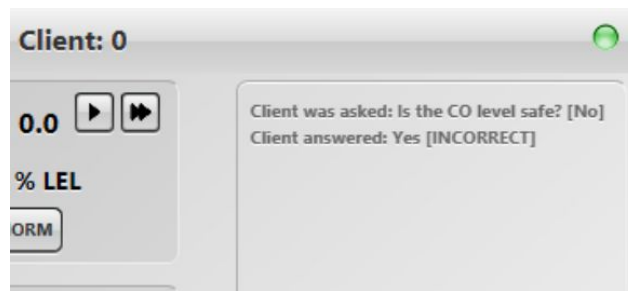 Client: 0
0.0
% LEL
ORM
Client was asked: Is the CO level safe? [No]
Client answered: Yes [INCORRECT]